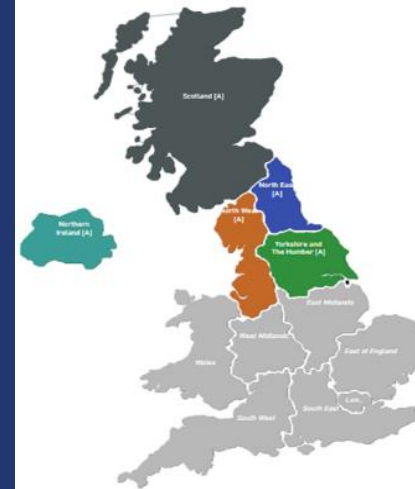 Scotland [A]
North East
[A]
Northern
Ireland [A]
North West
[A]
Yorkshire and
The Humber [A]
East Midlands
West Midlands
Wales
East of England
South West
South East
Lon...